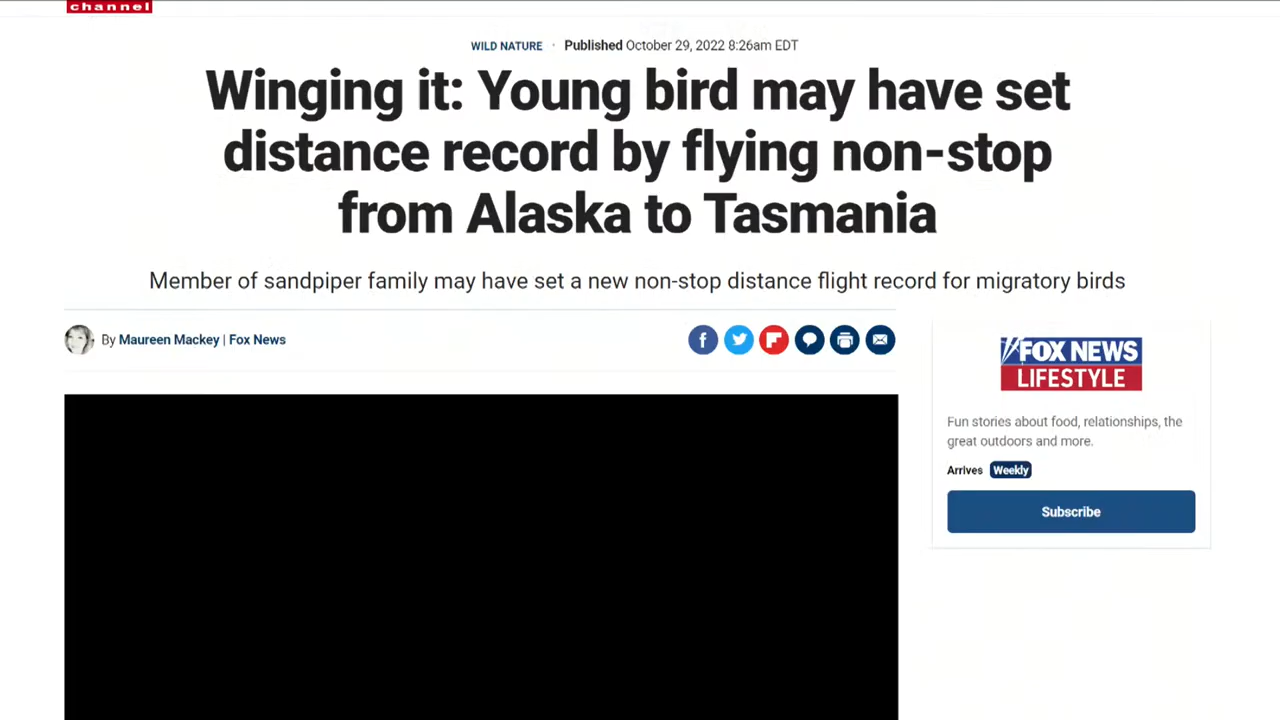 channel
WILD NATURE · Published October 29, 2022 8:26am EDT
Winging it: Young bird may have set
distance record by flying non-stop
from Alaska to Tasmania
Member of sandpiper family may have set a new non-stop distance flight record for migratory birds
By Maureen Mackey | Fox News
FOX NEWS
LIFESTYLE
Fun stories about food, relationships, the
great outdoors and more.
Arrives Weekly
Subscribe